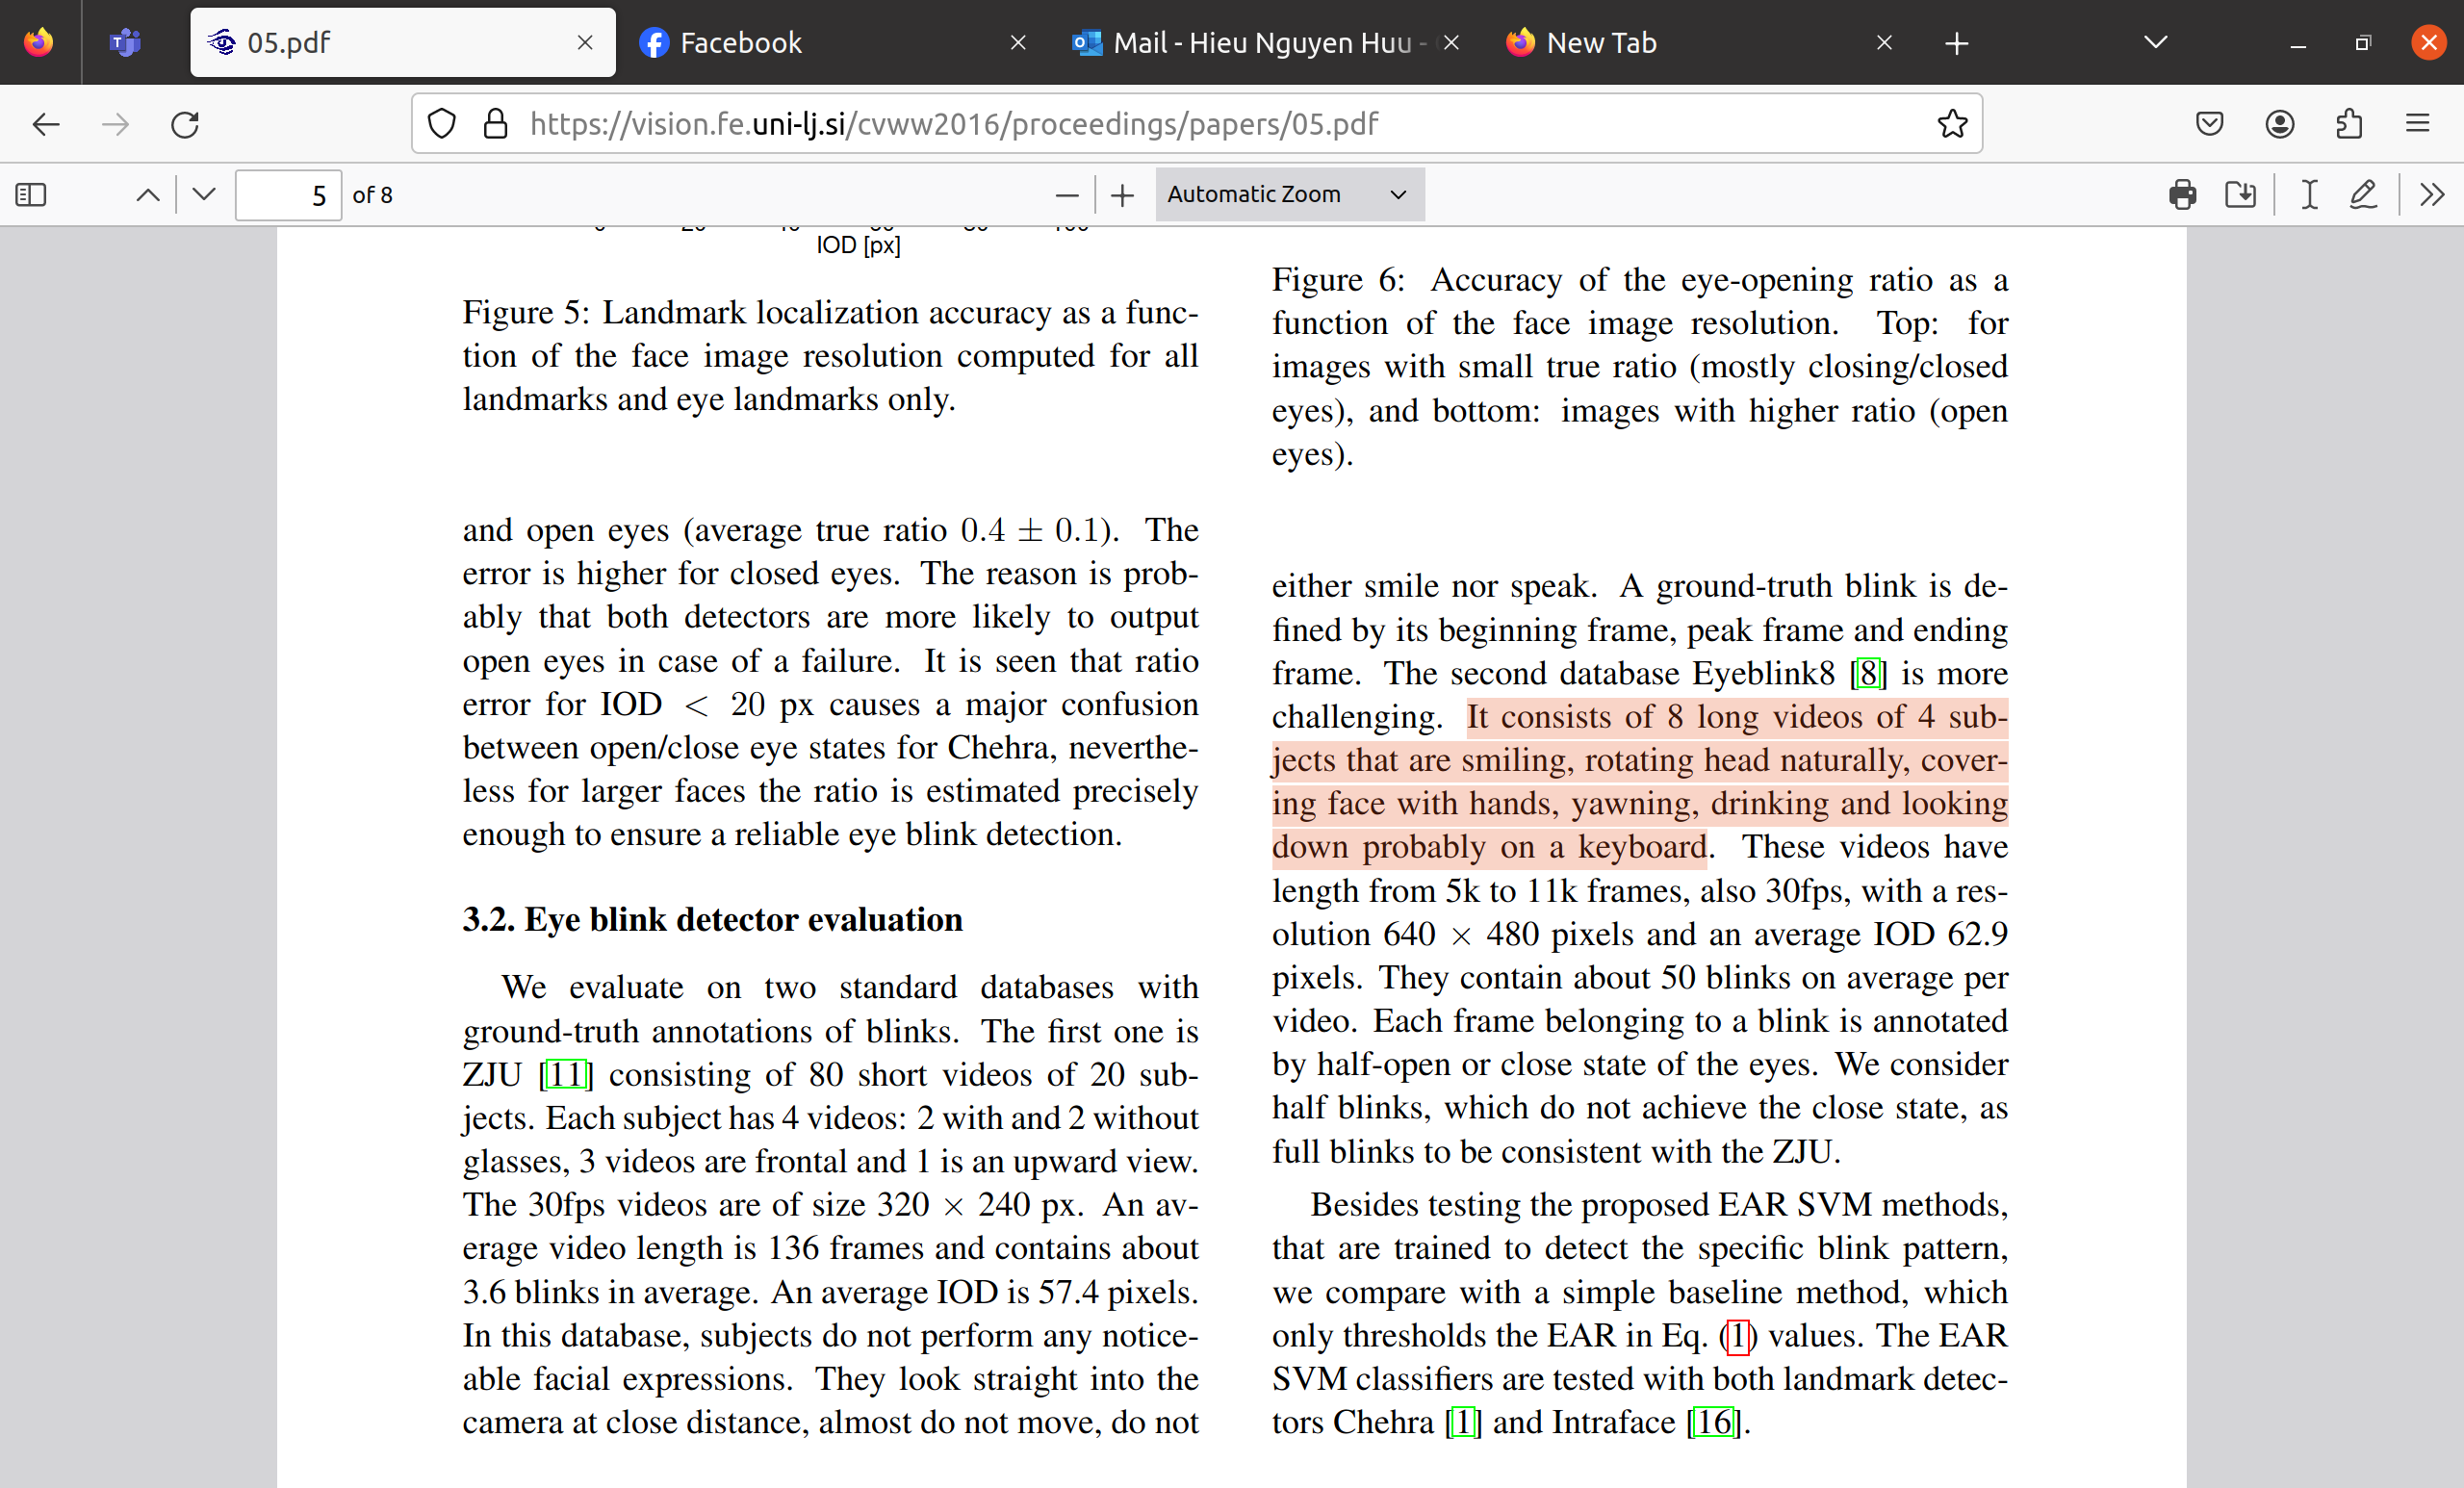 05.pdf
Facebook
Mail - Hieu Nguyen Huu -
New Tab
https://vision.fe.uni-lj.si/cvww2016/proceedings/papers/05.pdf
5 of 8
Automatic Zoom
IOD [px]
Figure 5: Landmark localization accuracy as a func-
tion of the face image resolution computed for all
landmarks and eye landmarks only.
and open eyes (average true ratio 0.4 ± 0.1). The
error is higher for closed eyes. The reason is prob-
ably that both detectors are more likely to output
open eyes in case of a failure. It is seen that ratio
error for IOD < 20 px causes a major confusion
between open/close eye states for Chehra, neverthe-
less for larger faces the ratio is estimated precisely
enough to ensure a reliable eye blink detection.
3.2. Eye blink detector evaluation
We evaluate on two standard databases with
ground-truth annotations of blinks. The first one is
ZJU [11] consisting of 80 short videos of 20 sub-
jects. Each subject has 4 videos: 2 with and 2 without
glasses, 3 videos are frontal and 1 is an upward view.
The 30fps videos are of size 320 × 240 px. An av-
erage video length is 136 frames and contains about
3.6 blinks in average. An average IOD is 57.4 pixels.
In this database, subjects do not perform any notice-
able facial expressions. They look straight into the
camera at close distance, almost do not move, do not
Figure 6: Accuracy of the eye-opening ratio as a
function of the face image resolution. Top: for
images with small true ratio (mostly closing/closed
eyes), and bottom: images with higher ratio (open
eyes).
either smile nor speak. A ground-truth blink is de-
fined by its beginning frame, peak frame and ending
frame. The second database Eyeblink8 [8] is more
challenging. It consists of 8 long videos of 4 sub-
jects that are smiling, rotating head naturally, cover-
ing face with hands, yawning, drinking and looking
down probably on a keyboard. These videos have
length from 5k to 11k frames, also 30fps, with a res-
olution 640 × 480 pixels and an average IOD 62.9
pixels. They contain about 50 blinks on average per
video. Each frame belonging to a blink is annotated
by half-open or close state of the eyes. We consider
half blinks, which do not achieve the close state, as
full blinks to be consistent with the ZJU.
Besides testing the proposed EAR SVM methods,
that are trained to detect the specific blink pattern,
we compare with a simple baseline method, which
only thresholds the EAR in Eq. (1) values. The EAR
SVM classifiers are tested with both landmark detec-
tors Chehra [1] and Intraface [16].